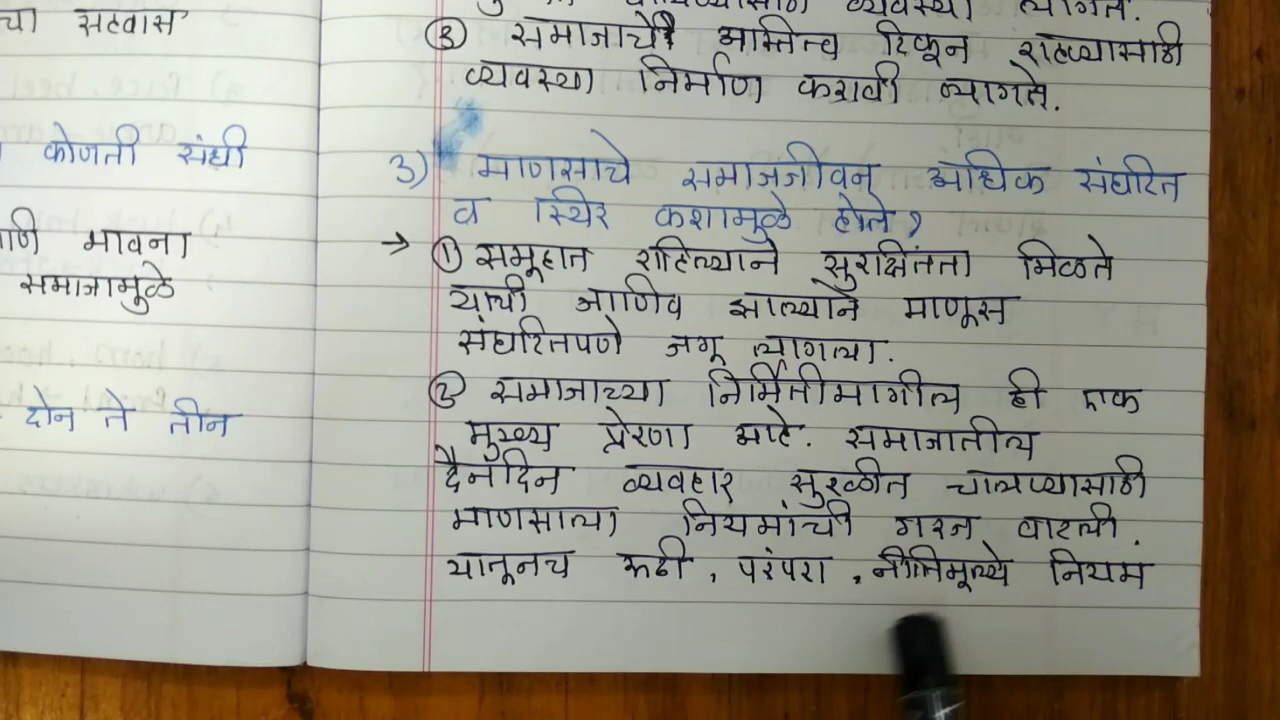 चा सहवास
कोणती संधी
भावना
समाजामुळे
दोन ते तीन
व्यवस्था लागते.
③ समाजाचेही अस्तित्व टिकून राहण्यासाठी
व्यवस्था निर्माण करावी लागते.
3) माणसाचे समाजजीवन अधिक संघटित
व स्थिर कशामुळे होते?
→ ① समूहात राहिल्याने सुरक्षितता मिळते
याची जाणिव झाल्याने माणूस
संघटितपणे जगू लागला.
② समाजाच्या निर्मितीमागील ही एक
मुख्य प्रेरणा आहे. समाजातील
दैनंदिन व्यवहार सुरळीत चालण्यासाठी
माणसाला नियमांची गरज वाटली.
यातूनच रूढी, परंपरा, नीतिमूल्ये नियम